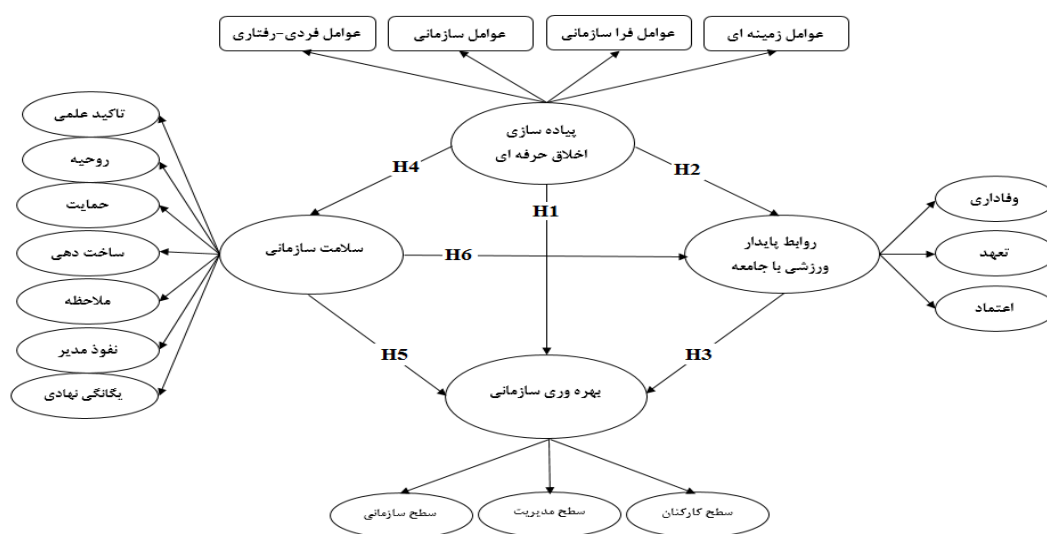 عوامل زمینه ای
عوامل فرا سازمانی
عوامل سازمانی
عوامل فردی-رفتاری
پیاده سازی
اخلاق حرفه ای
H4
H2
H1
تاکید علمی
روحیه
حمایت
ساخت دهی
ملاحظه
نفوذ مدیر
یگانگی نهادی
سلامت سازمانی
H6
روابط پایدار
ورزشی با جامعه
وفاداری
تعهد
اعتماد
H5
H3
بهره وری سازمانی
سطح کارکنان
سطح مدیریت
سطح سازمانی